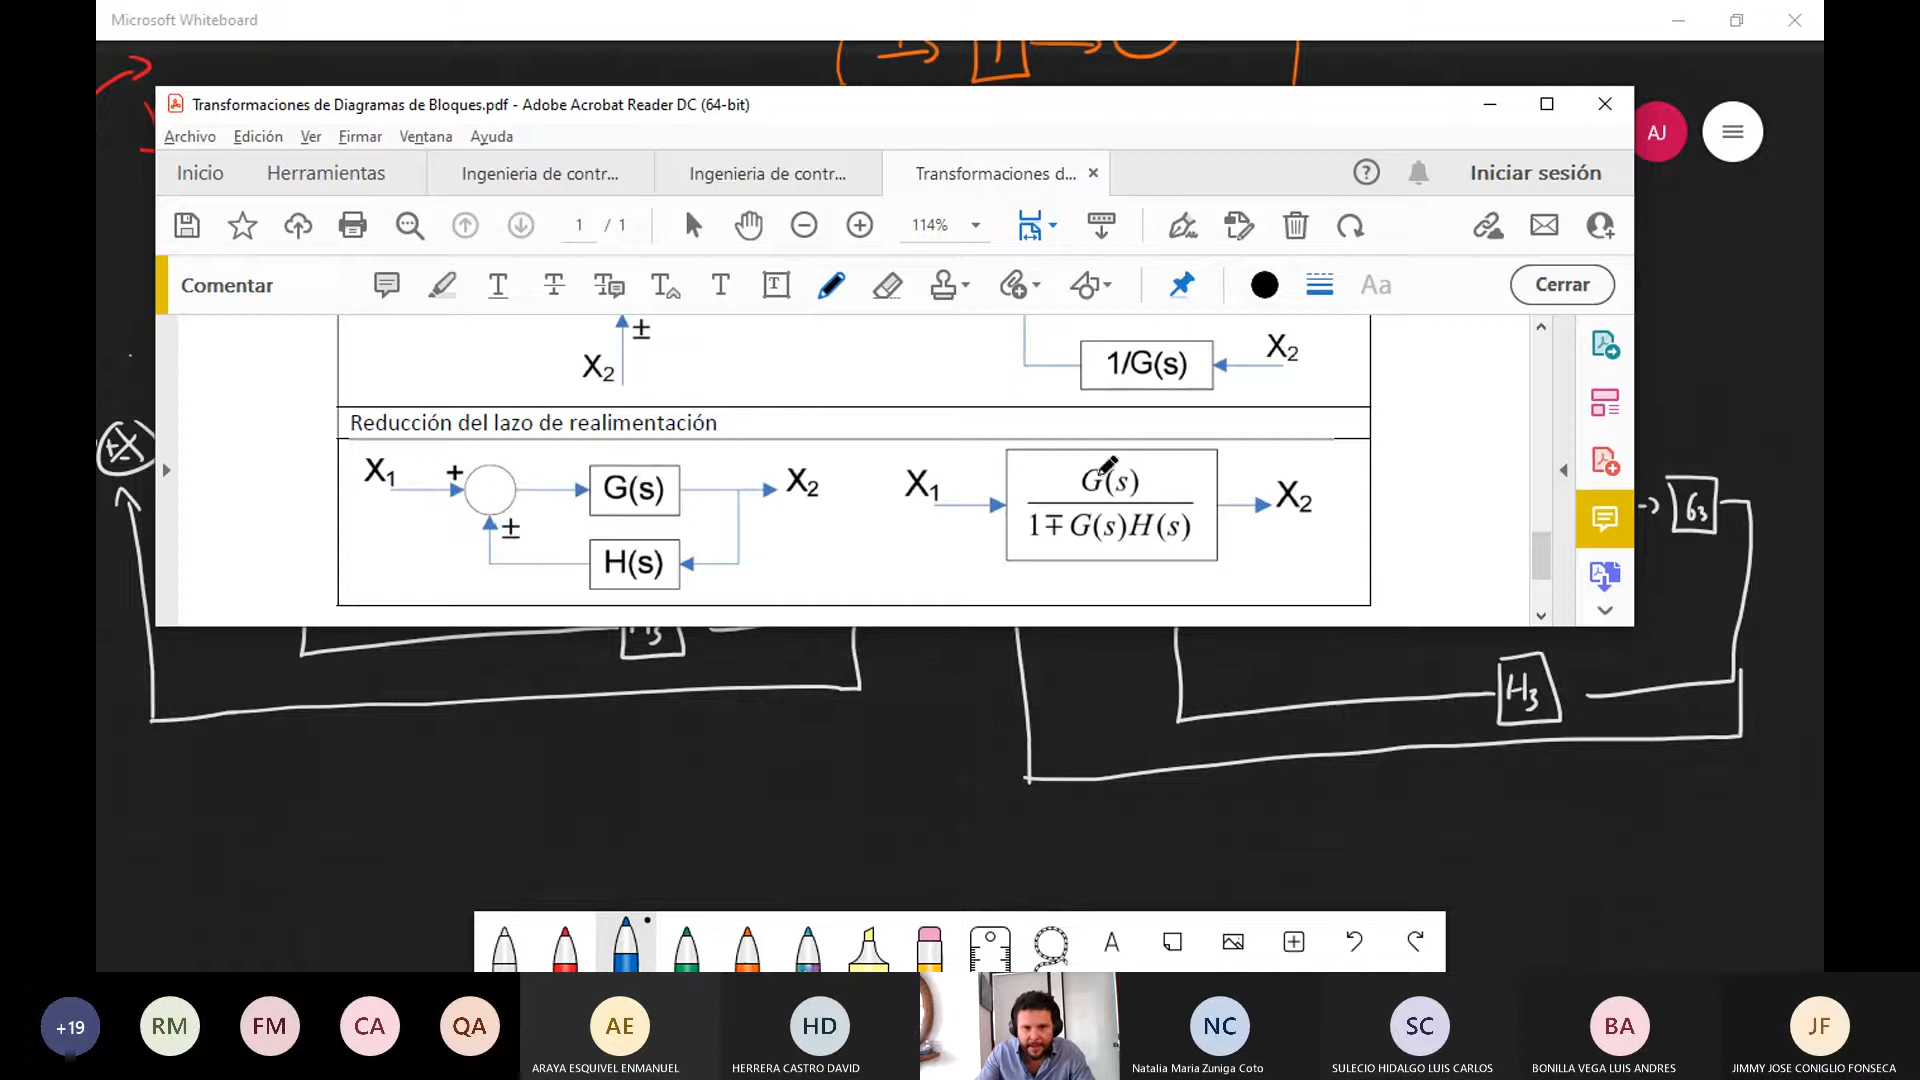 Microsoft Whiteboard
Transformaciones de Diagramas de Bloques.pdf - Adobe Acrobat Reader DC (64-bit)
AJ
Archivo Edición Ver Firmar Ventana Ayuda
Inicio Herramientas Ingenieria de contr... Ingenieria de contr... Transformaciones d... Iniciar sesión
1 / 1 114%
Comentar Aa Cerrar
±
X₂
1/G(s) X₂
Reducción del lazo de realimentación
X₁ + G(s) X₂
± H(s)
X₁ G(s) X₂
1∓G(s)H(s)
G₃
H₃
A
+19 RM FM CA QA AE HD NC SC BA JF
ARAYA ESQUIVEL ENMANUEL HERRERA CASTRO DAVID Natalia Maria Zuniga Coto SULECIO HIDALGO LUIS CARLOS BONILLA VEGA LUIS ANDRES JIMMY JOSE CONIGLIO FONSECA